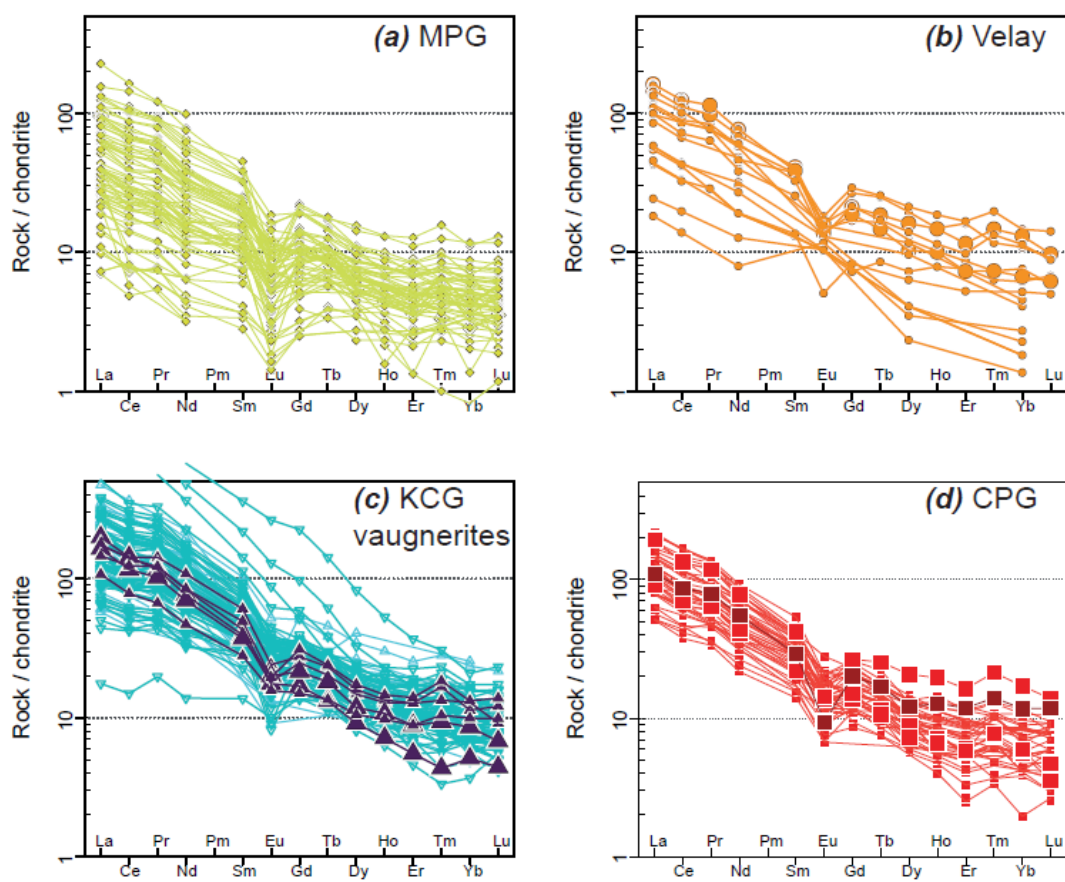 (a) MPG
Rock / chondrite
100
10
1
La Pr Pm Eu Tb Ho Tm Lu
Ce Nd Sm Gd Dy Er Yb
(b) Velay
Rock / chondrite
100
10
1
La Pr Pm Eu Tb Ho Tm Lu
Ce Nd Sm Gd Dy Er Yb
(c) KCG
vaugnerites
Rock / chondrite
100
10
1
La Pr Pm Eu Tb Ho Tm Lu
Ce Nd Sm Gd Dy Er Yb
(d) CPG
Rock / chondrite
100
10
1
La Pr Pm Eu Tb Ho Tm Lu
Ce Nd Sm Gd Dy Er Yb